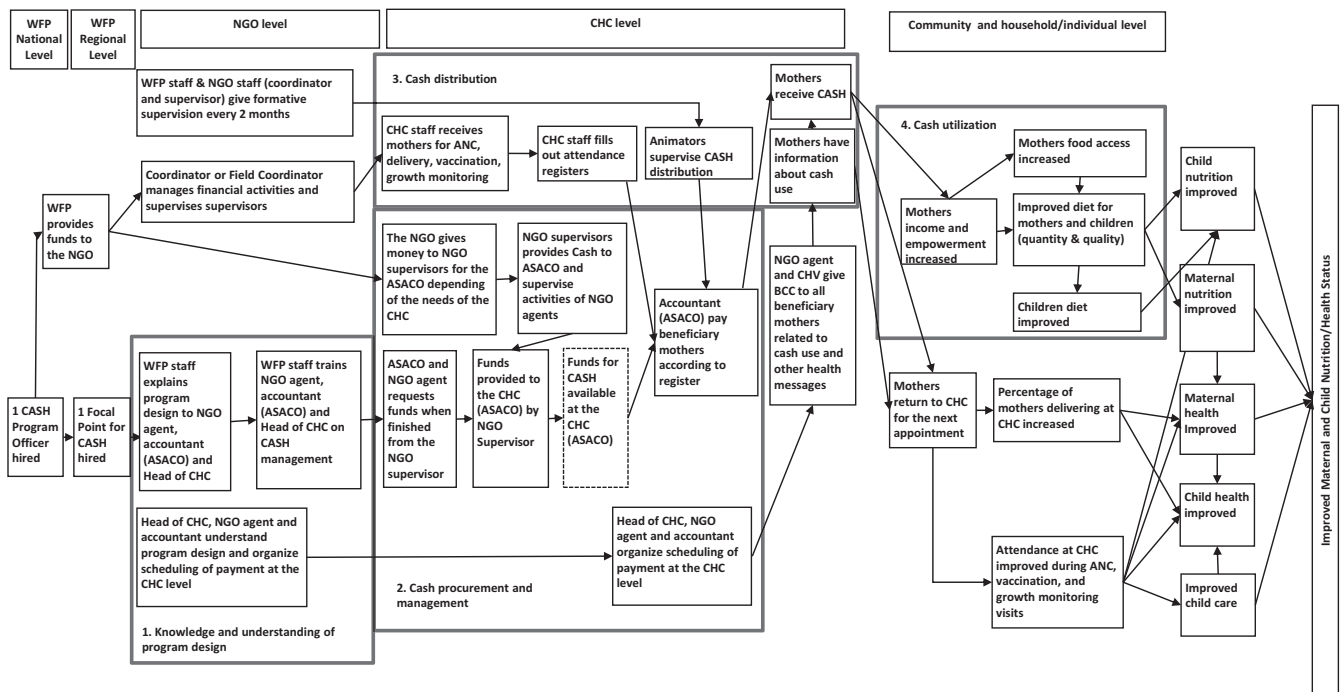 WFP
National
Level
WFP
Regional
Level
NGO level
CHC level
Community and household/individual level
WFP staff & NGO staff (coordinator
and supervisor) give formative
supervision every 2 months
3. Cash distribution
Mothers
receive CASH
CHC staff receives
mothers for ANC,
delivery, vaccination,
growth monitoring
CHC staff fills
out attendance
registers
Animators
supervise CASH
distribution
Mothers have
information
about cash
use
4. Cash utilization
Mothers food access
increased
Child
nutrition
improved
Coordinator or Field Coordinator
manages financial activities and
supervises supervisors
WFP
provides
funds to
the NGO
Mothers
income and
empowerment
increased
Improved diet for
mothers and children
(quantity & quality)
The NGO gives
money to NGO
supervisors for the
ASACO depending
of the needs of the
CHC
NGO supervisors
provides Cash to
ASACO and
supervise
activities of NGO
agents
NGO agent
and CHV give
BCC to all
beneficiary
mothers
related to
cash use and
other health
messages
Children diet
improved
Maternal
nutrition
improved
Accountant
(ASACO) pay
beneficiary
mothers
according to
register
1 CASH
Program
Officer
hired
1 Focal
Point for
CASH
hired
WFP staff
explains
program
design to NGO
agent,
accountant
(ASACO) and
Head of CHC
WFP staff trains
NGO agent,
accountant
(ASACO) and
Head of CHC on
CASH
management
ASACO and
NGO agent
requests
funds when
finished
from the
NGO
supervisor
Funds
provided to
the CHC
(ASACO) by
NGO
Supervisor
Funds for
CASH
available
at the
CHC
(ASACO)
Mothers
return to CHC
for the next
appointment
Percentage of
mothers delivering at
CHC increased
Maternal
health
Improved
Child health
improved
Head of CHC, NGO agent and
accountant understand
program design and organize
scheduling of payment at the
CHC level
Head of CHC, NGO
agent and accountant
organize scheduling of
payment at the CHC
level
Attendance at CHC
improved during ANC,
vaccination, and
growth monitoring
visits
Improved
child care
2. Cash procurement and
management
1. Knowledge and understanding of
program design
Improved Maternal and Child Nutrition/Health Status